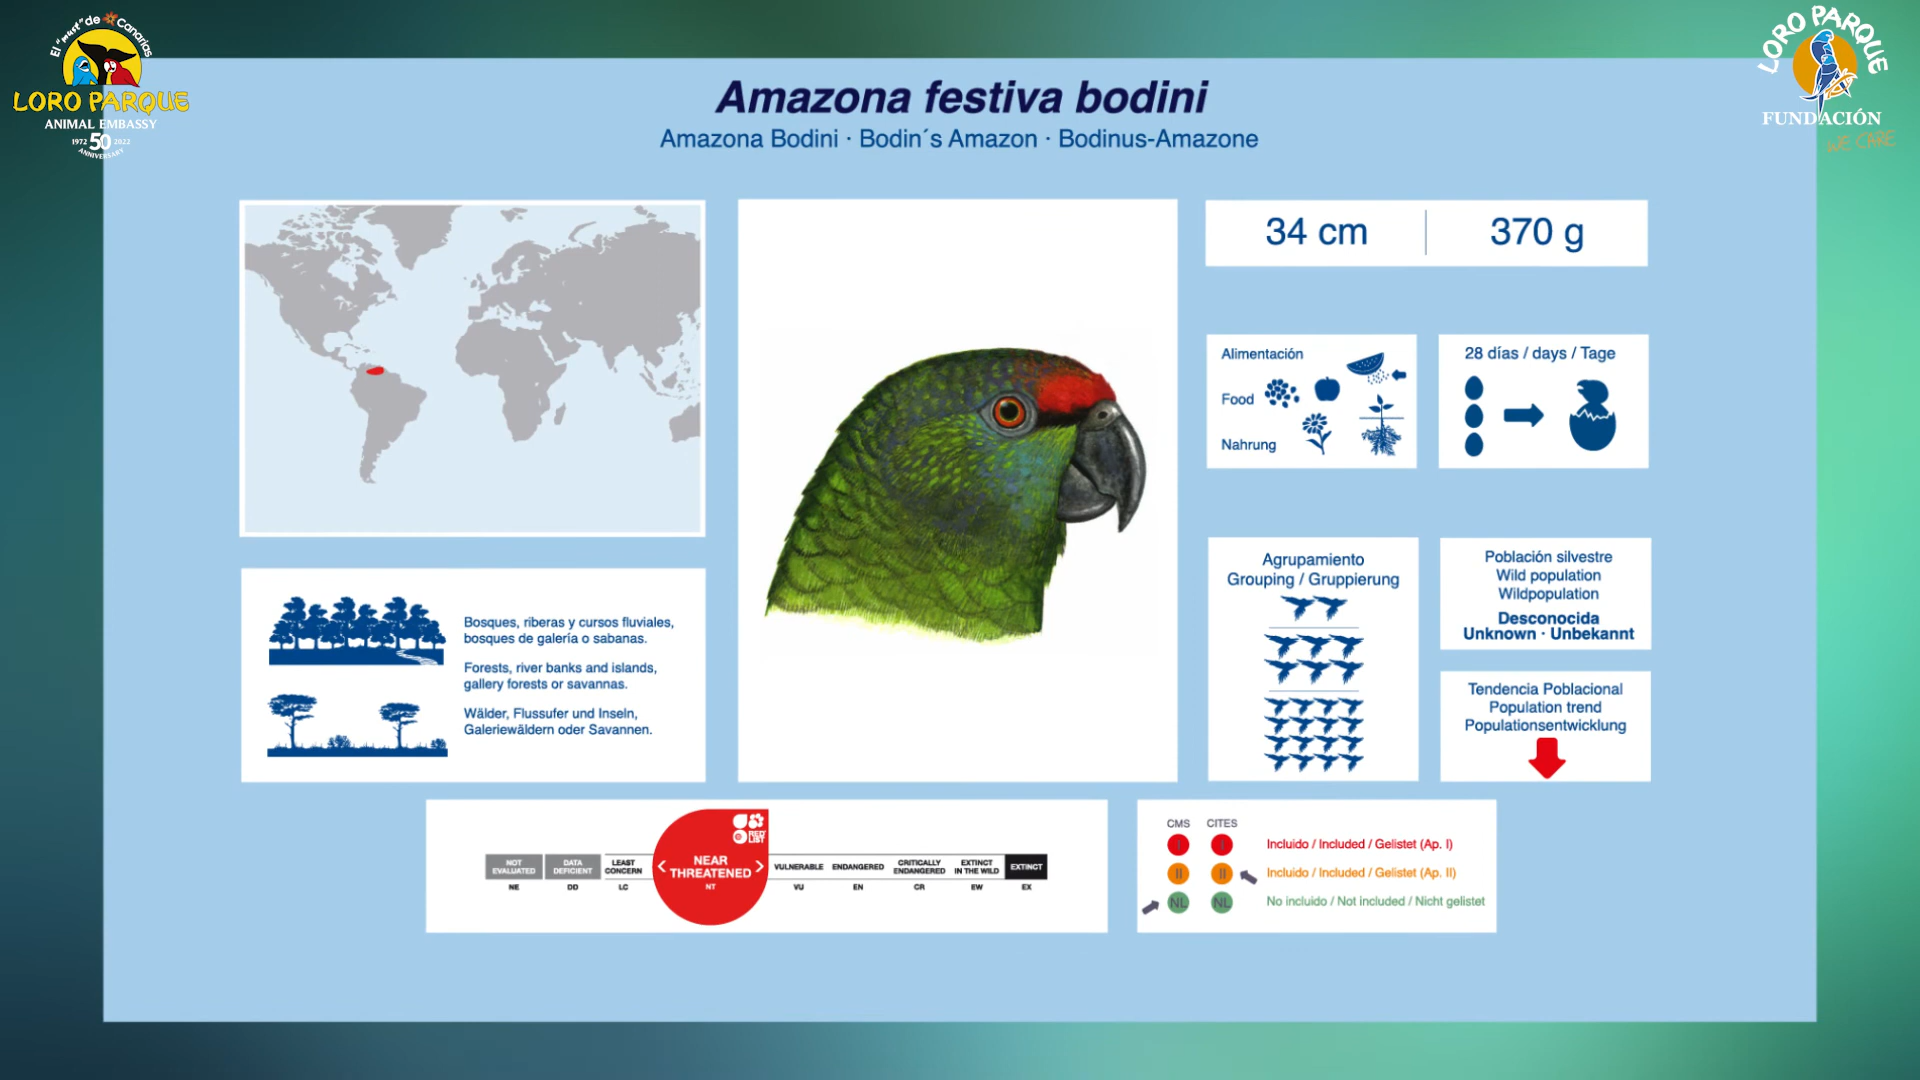 El "must" de Canarias
LORO PARQUE
ANIMAL EMBASSY
1972 50 2022
ANNIVERSARY
LORO PARQUE
FUNDACIÓN
WE CARE
Amazona festiva bodini
Amazona Bodini · Bodin´s Amazon · Bodinus-Amazone
34 cm
370 g
Alimentación
Food
Nahrung
28 días / days / Tage
Bosques, riberas y cursos fluviales,
bosques de galería o sabanas.
Forests, river banks and islands,
gallery forests or savannas.
Wälder, Flussufer und Inseln,
Galeriewäldern oder Savannen.
Agrupamiento
Grouping / Gruppierung
Población silvestre
Wild population
Wildpopulation
Desconocida
Unknown · Unbekannt
Tendencia Poblacional
Population trend
Populationsentwicklung
NOT
EVALUATED
NE
DATA
DEFICIENT
DD
LEAST
CONCERN
LC
RED
LIST
< NEAR
THREATENED >
NT
VULNERABLE
VU
ENDANGERED
EN
CRITICALLY
ENDANGERED
CR
EXTINCT
IN THE WILD
EW
EXTINCT
EX
CMS CITES
I I Incluido / Included / Gelistet (Ap. I)
II II Incluido / Included / Gelistet (Ap. II)
NL NL No incluido / Not included / Nicht gelistet